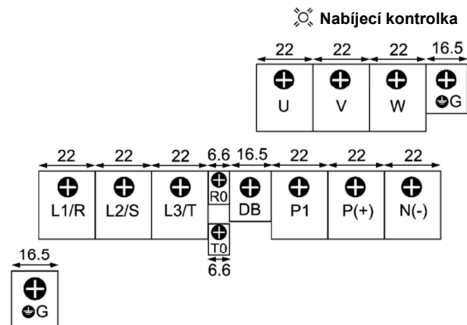 Nabíjecí kontrolka
22 22 22 16.5
U V W G
22 22 22 6.6 16.5 22 22 22
L1/R L2/S L3/T R0 DB P1 P(+) N(-)
T0
6.6
16.5
G